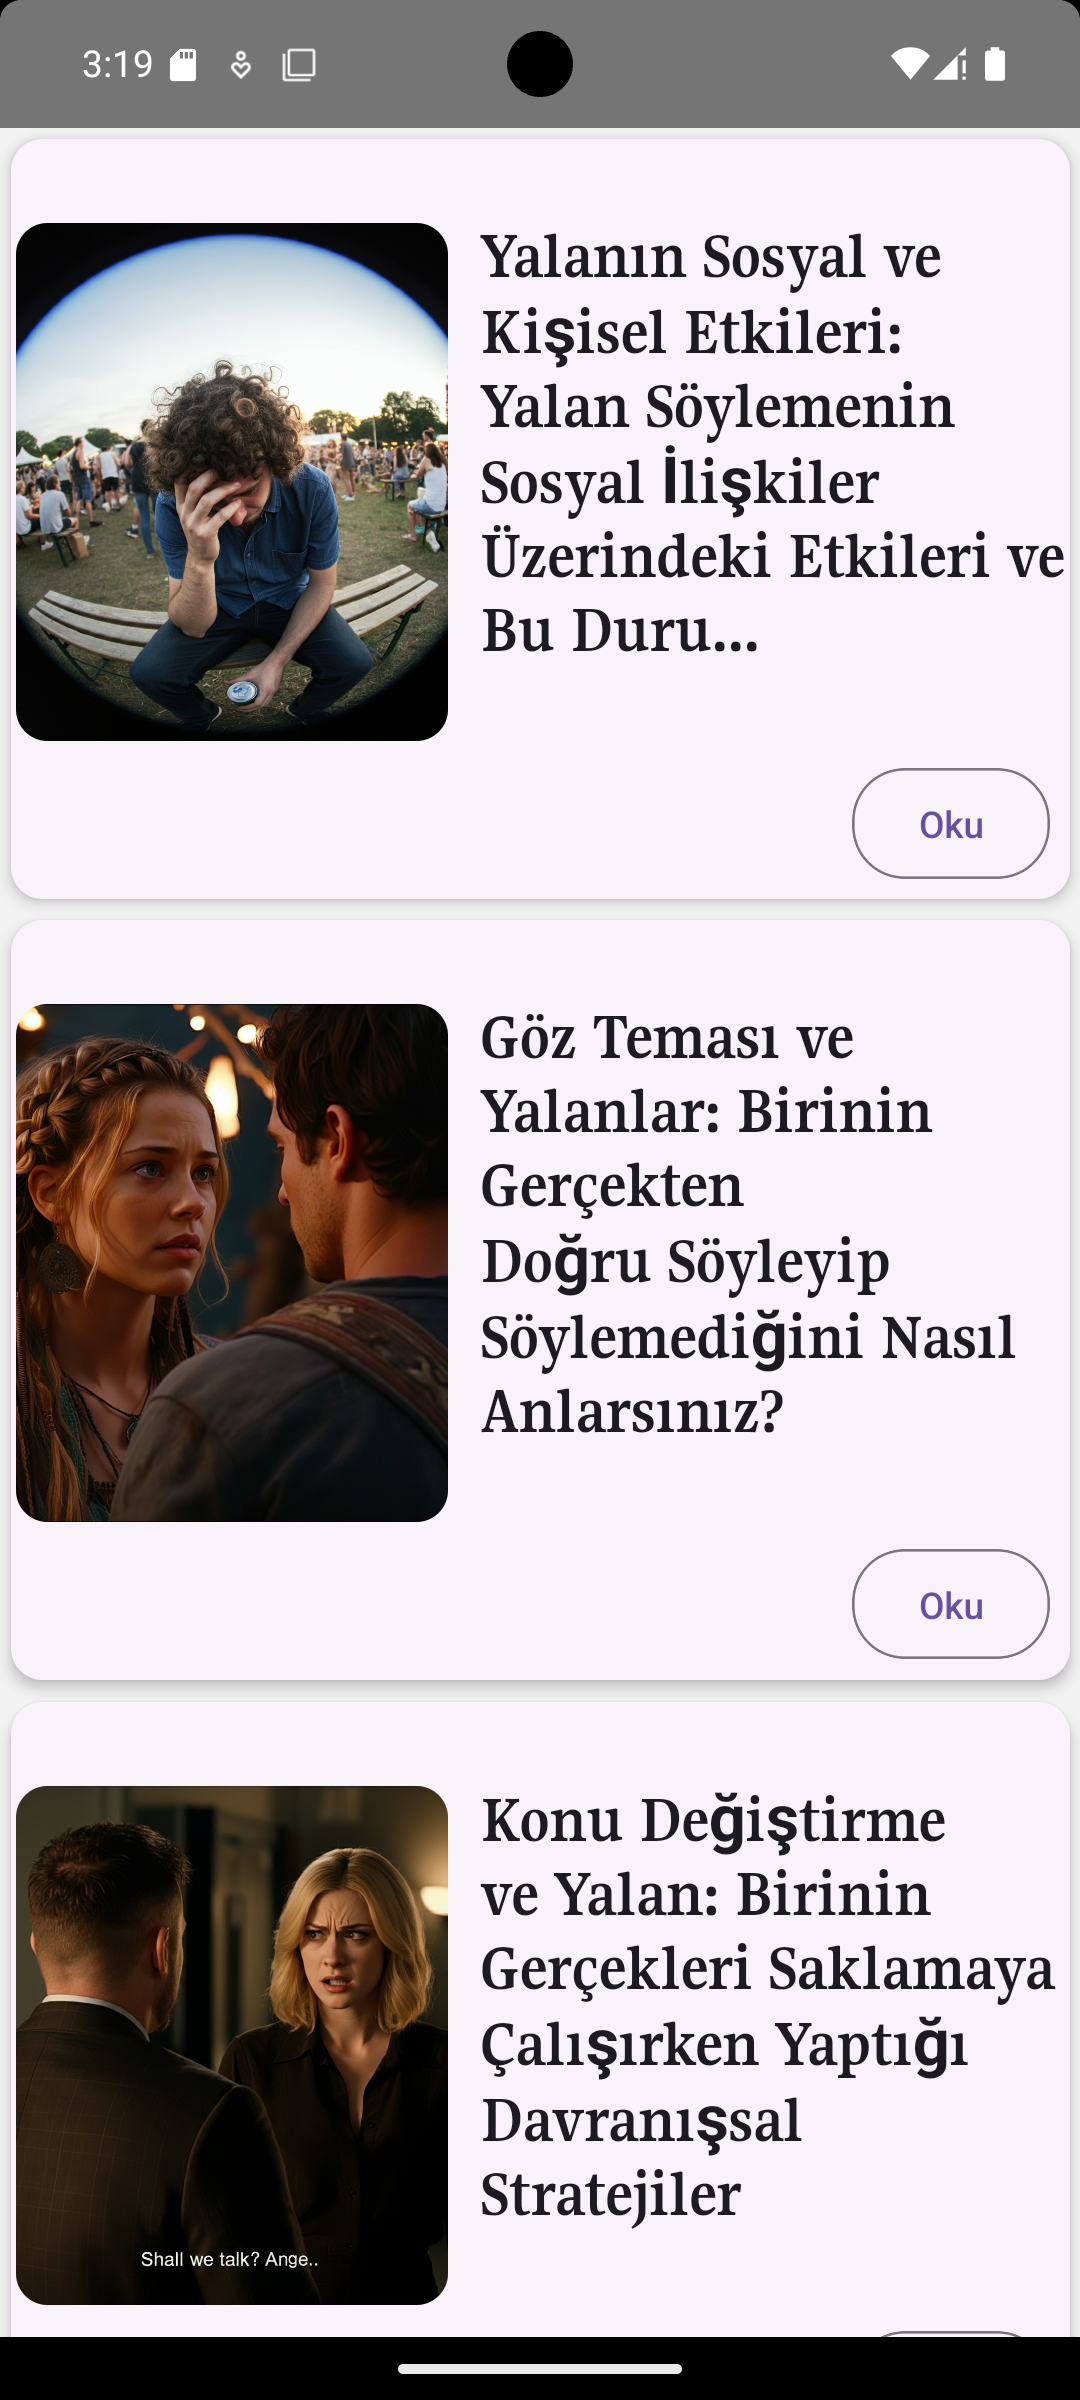 3:19
Yalanın Sosyal ve
Kişisel Etkileri:
Yalan Söylemenin
Sosyal İlişkiler
Üzerindeki Etkileri ve
Bu Duru...
Oku
Göz Teması ve
Yalanlar: Birinin
Gerçekten
Doğru Söyleyip
Söylemediğini Nasıl
Anlarsınız?
Oku
Konu Değiştirme
ve Yalan: Birinin
Gerçekleri Saklamaya
Çalışırken Yaptığı
Davranışsal
Stratejiler
Shall we talk? Ange..